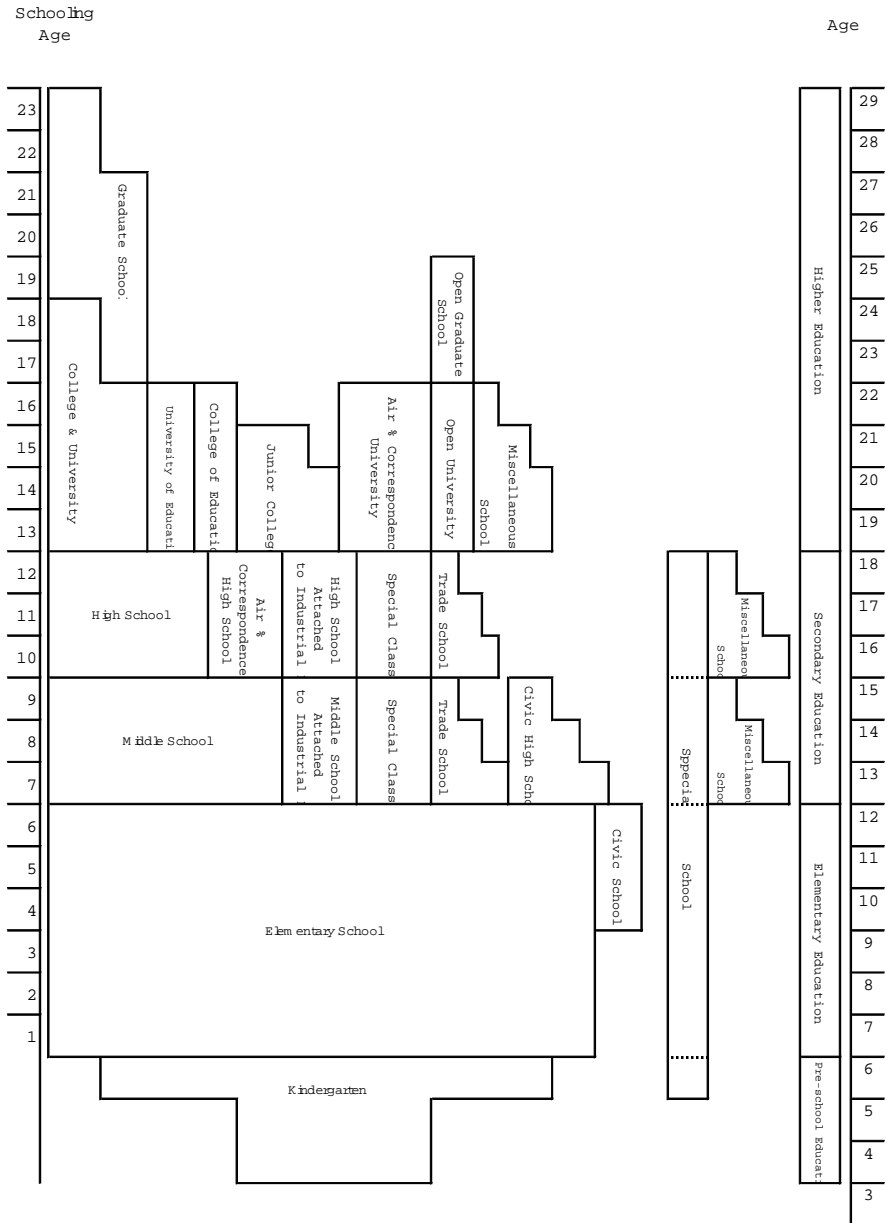 Schooling
Age
Age
23
22
21
20
19
18
17
16
15
14
13
12
11
10
9
8
7
6
5
4
3
2
1
Graduate Schoo
College & University
University of Educati
College of Educatio
Junior Colleg
Air % Correspondenc
University
Open Graduate
School
Open University
Miscellaneous
School
High School
Air %
Correspondence
High School
High School
Attached
to Industrial
Special Class
Trade School
Miscellaneou
Schoo
Middle School
Middle School
Attached
to Industrial
Special Class
Trade School
Civic High Scho
Sppecia
School
Miscellaneou
Schoo
Elementary School
Civic School
Kindergarten
Higher Education
Secondary Education
Elementary Education
Pre-school Educat
29
28
27
26
25
24
23
22
21
20
19
18
17
16
15
14
13
12
11
10
9
8
7
6
5
4
3